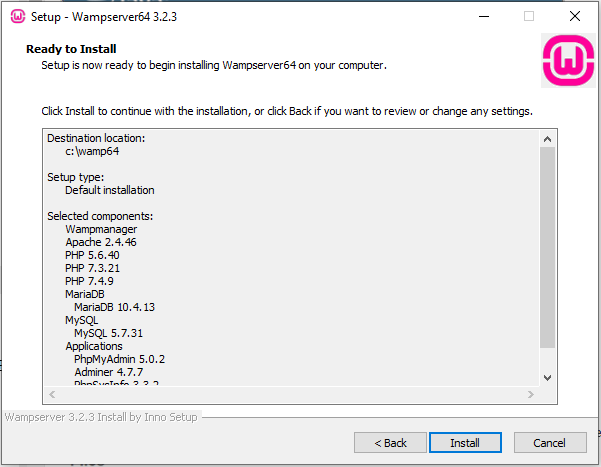 Setup - Wampserver64 3.2.3
Ready to Install
Setup is now ready to begin installing Wampserver64 on your computer.
Click Install to continue with the installation, or click Back if you want to review or change any settings.
Destination location:
c:\wamp64
Setup type:
Default installation
Selected components:
Wampmanager
Apache 2.4.46
PHP 5.6.40
PHP 7.3.21
PHP 7.4.9
MariaDB
MariaDB 10.4.13
MySQL
MySQL 5.7.31
Applications
PhpMyAdmin 5.0.2
Adminer 4.7.7
PhpSysInfo 3.3.2
Wampserver 3.2.3 Install by Inno Setup
< Back
Install
Cancel